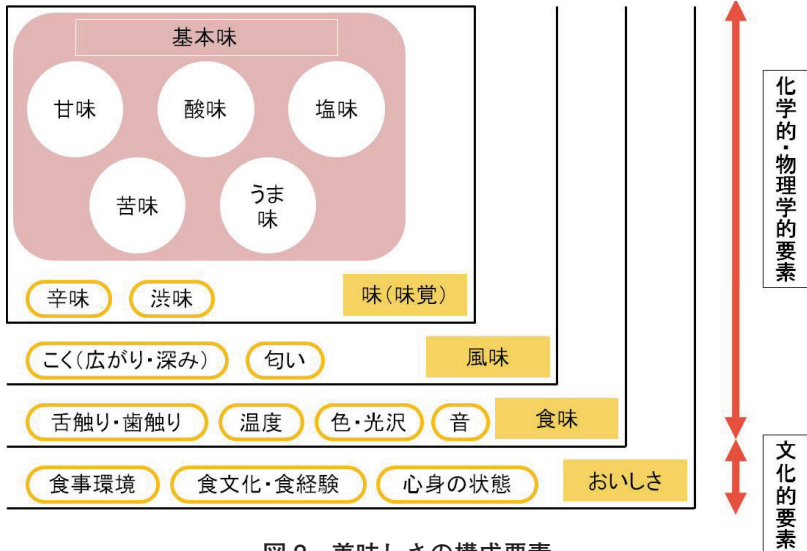 基本味
甘味
酸味
塩味
苦味
うま
味
辛味
渋味
味(味覚)
こく(広がり・深み)
匂い
風味
舌触り・歯触り
温度
色・光沢
音
食味
食事環境
食文化・食経験
心身の状態
おいしさ
化学的・物理学的要素
文化的要素